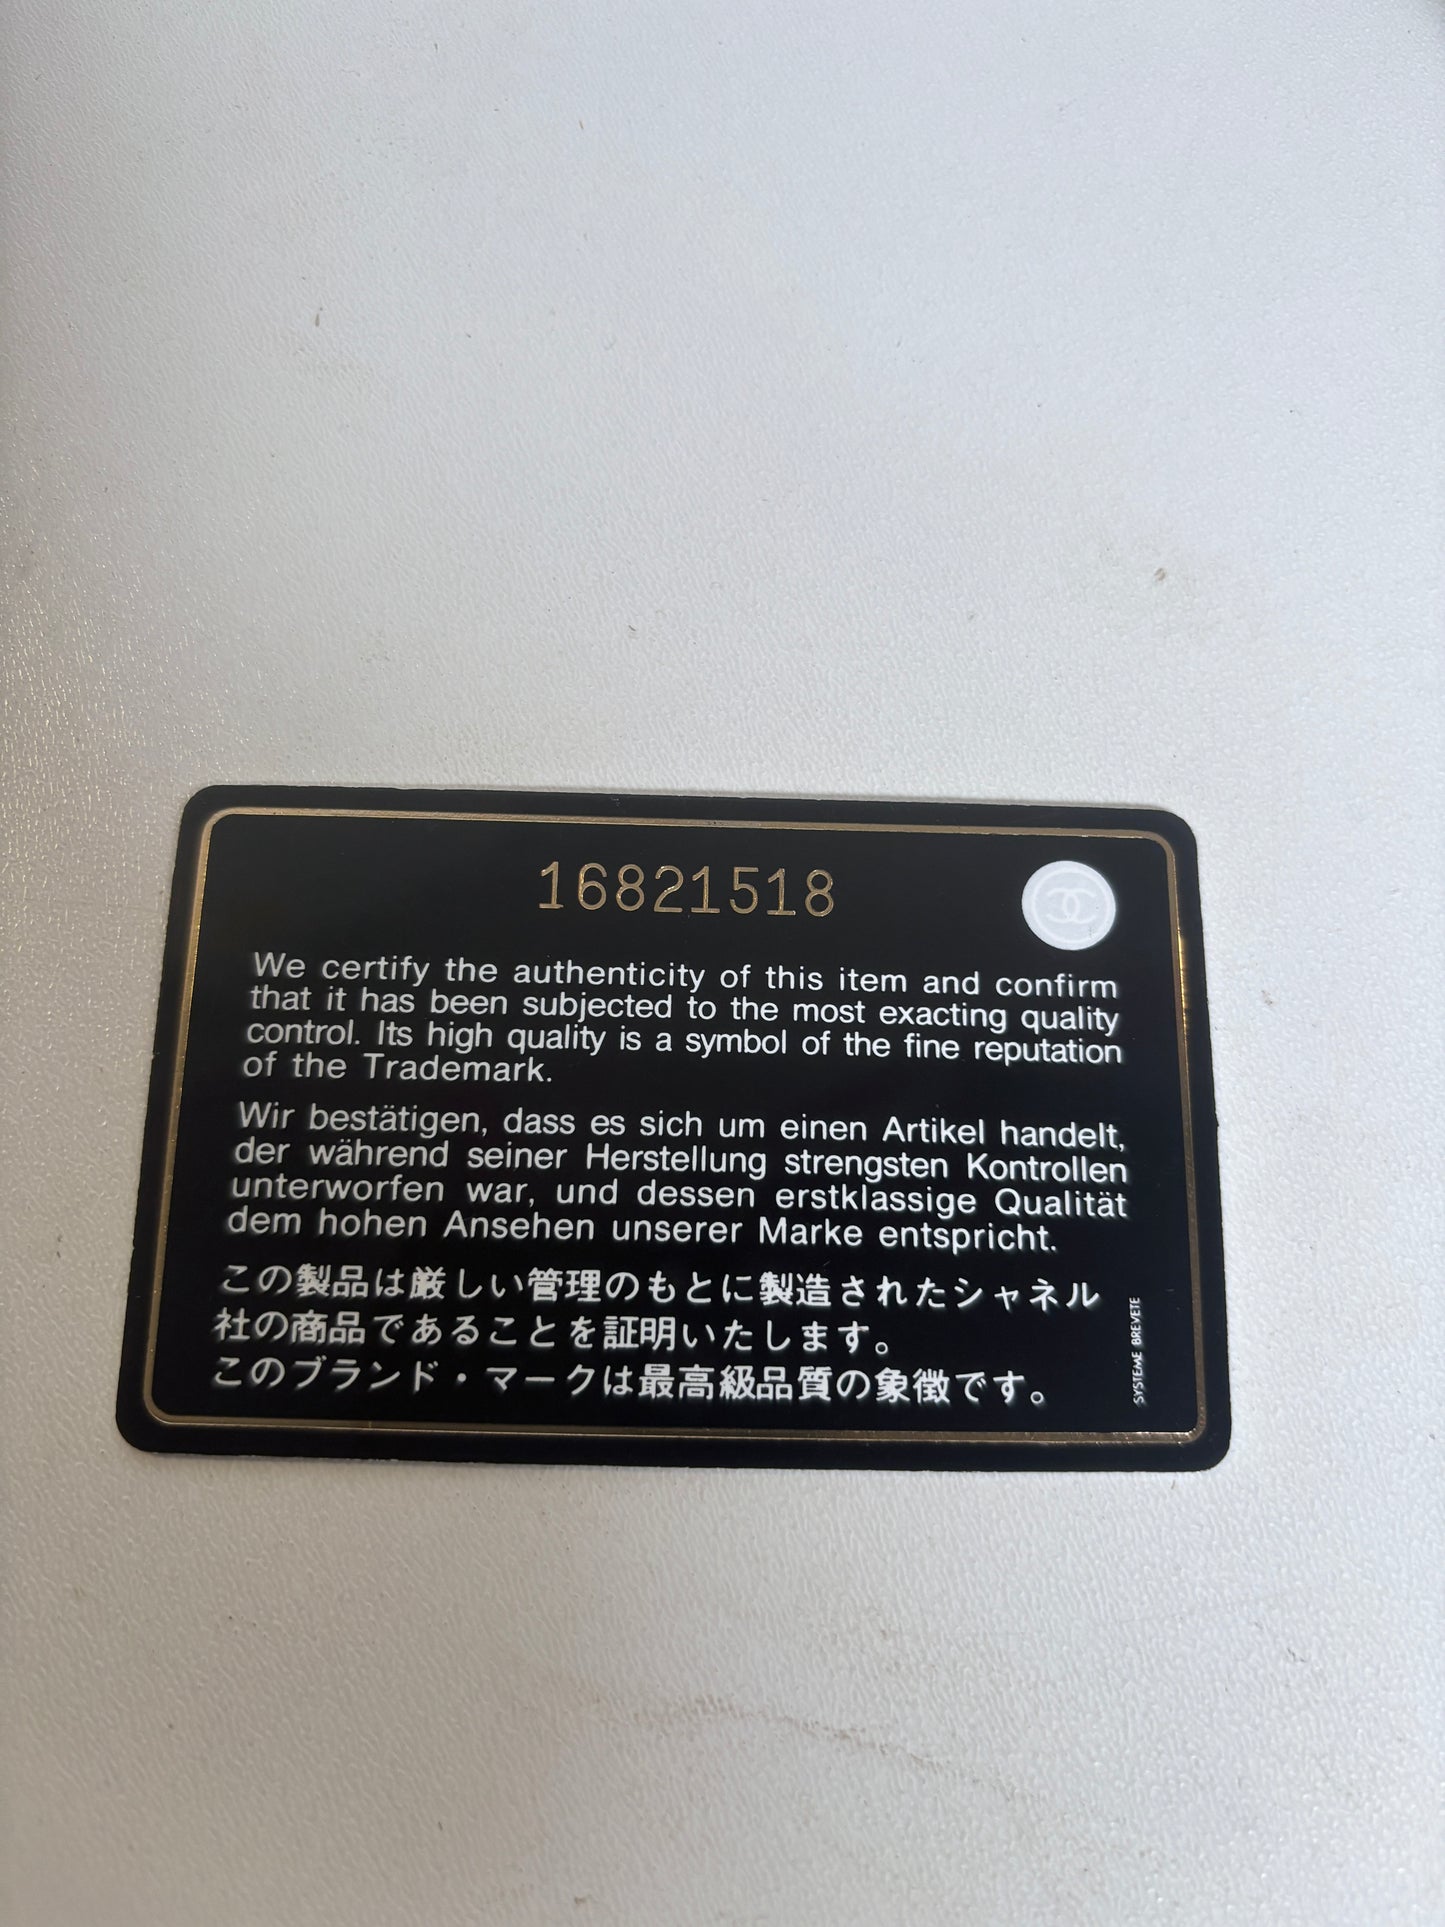 16821518
We certify the authenticity of this item and confirm
that it has been subjected to the most exacting quality
control. Its high quality is a symbol of the fine reputation
of the Trademark.
Wir bestätigen, dass es sich um einen Artikel handelt,
der während seiner Herstellung strengsten Kontrollen
unterworfen war, und dessen erstklassige Qualität
dem hohen Ansehen unserer Marke entspricht.
この製品は厳しい管理のもとに製造されたシャネル
社の商品であることを証明いたします。
このブランド・マークは最高級品質の象徴です。
SYSTEME BREVETE